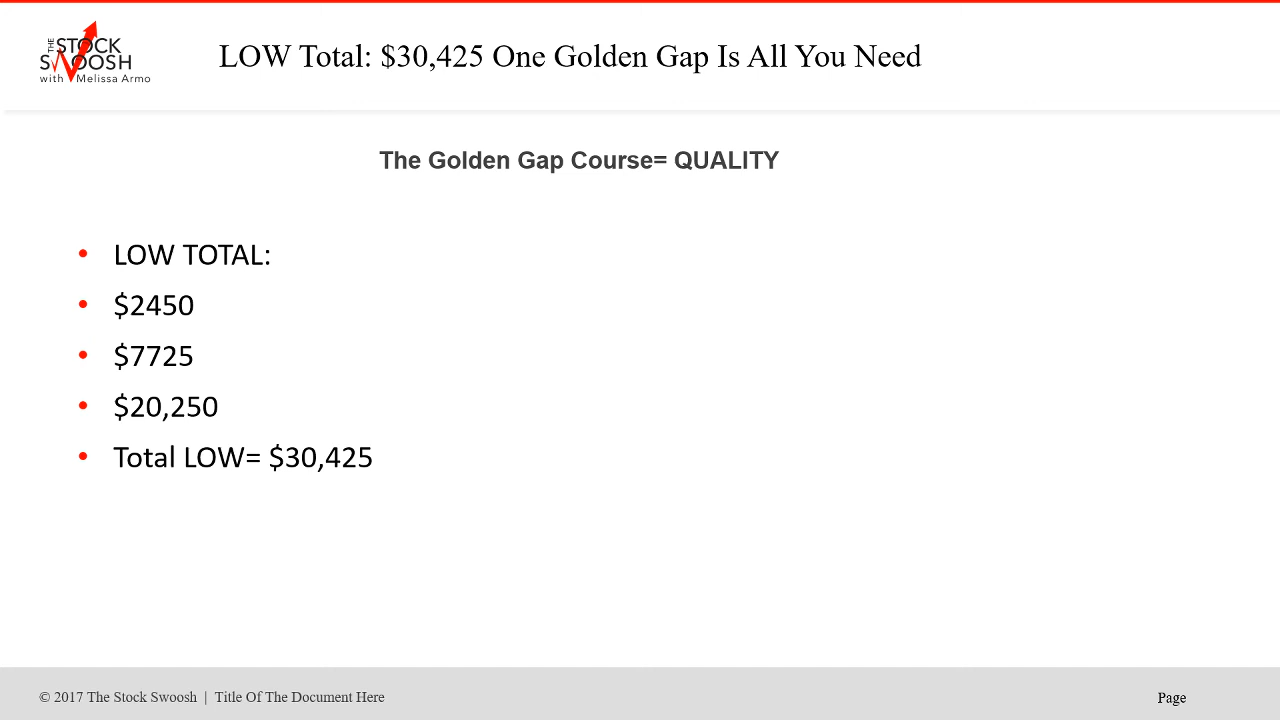 THE
STOCK
SWOOSH
with Melissa Armo
LOW Total: $30,425 One Golden Gap Is All You Need
The Golden Gap Course= QUALITY
• LOW TOTAL:
• $2450
• $7725
• $20,250
• Total LOW= $30,425
© 2017 The Stock Swoosh | Title Of The Document Here
Page